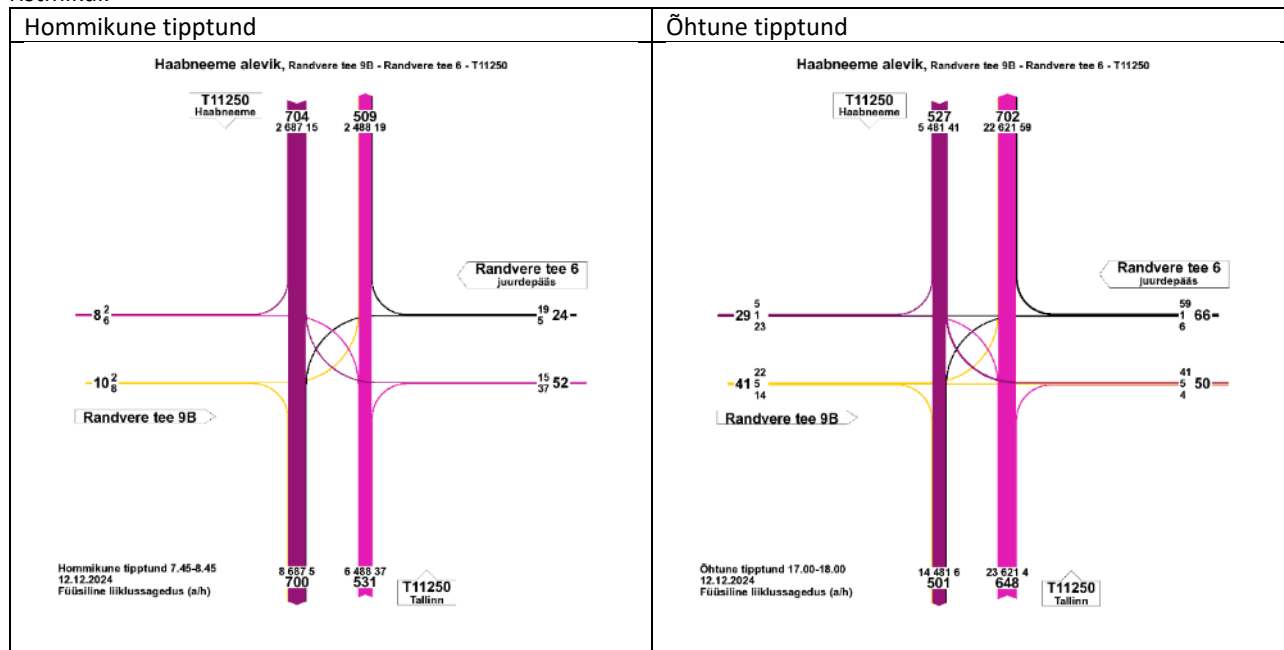 Hommikune tipptund
Õhtune tipptund
Haabneeme alevik, Randvere tee 9B - Randvere tee 6 - T11250
T11250
Haabneeme
704
2 687 15
509
2 488 19
Randvere tee 6
juurdepääs
8 2
6
19
5 24
10 2
8
15
37 52
Randvere tee 9B
Hommikune tipptund 7.45-8.45
12.12.2024
Füüsiline liiklussagedus (a/h)
8 687 5
700
6 488 37
531
T11250
Tallinn
Haabneeme alevik, Randvere tee 9B - Randvere tee 6 - T11250
T11250
Haabneeme
527
5 481 41
702
22 621 59
Randvere tee 6
juurdepääs
5
29 1
23
59
1 66
6
22
41 5
14
41
5 50
4
Randvere tee 9B
Õhtune tipptund 17.00-18.00
12.12.2024
Füüsiline liiklussagedus (a/h)
14 481 6
501
23 621 4
648
T11250
Tallinn